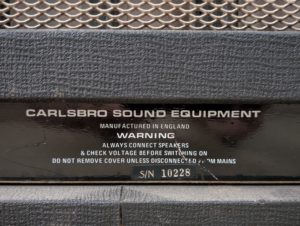 CARLSBRO SOUND EQUIPMENT
MANUFACTURED IN ENGLAND
WARNING
ALWAYS CONNECT SPEAKERS
& CHECK VOLTAGE BEFORE SWITCHING ON
DO NOT REMOVE COVER UNLESS DISCONNECTED FROM MAINS
S/N 10228